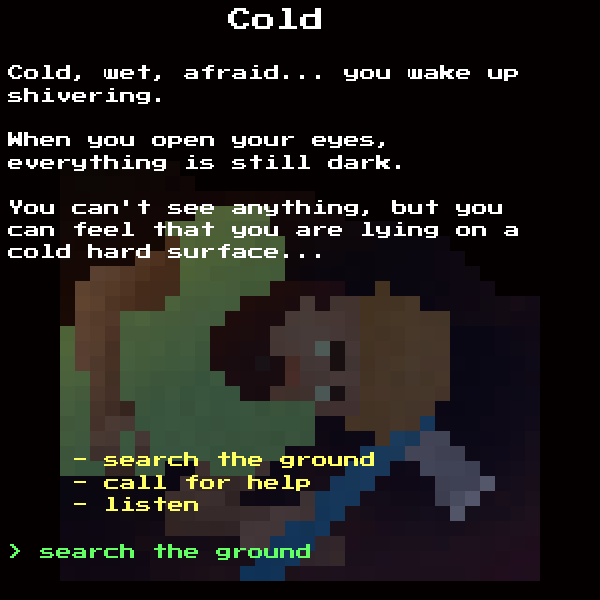 Cold
Cold, wet, afraid... you wake up
shivering.
When you open your eyes,
everything is still dark.
You can't see anything, but you
can feel that you are lying on a
cold hard surface...
- search the ground
- call for help
- listen
> search the ground